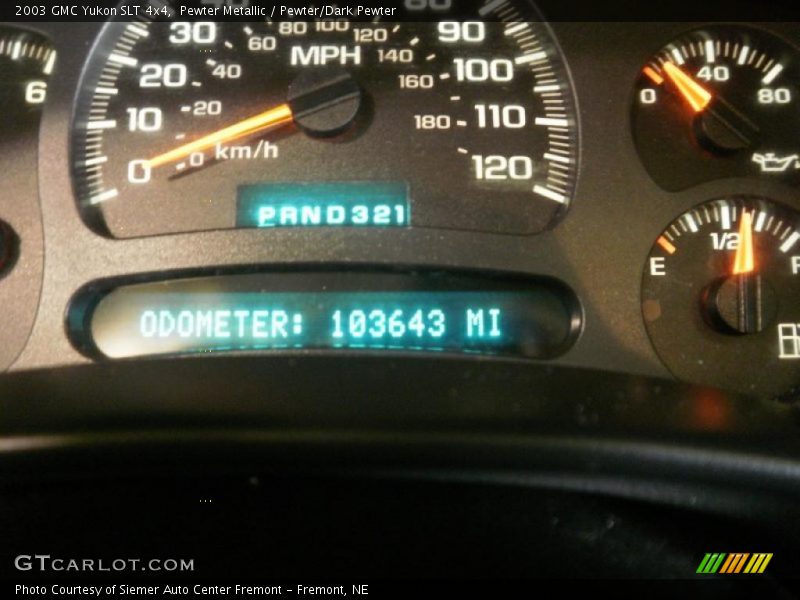 2003 GMC Yukon SLT 4x4, Pewter Metallic / Pewter/Dark Pewter
30 80 100 120 80 90
60 MPH 140
20 40 160 100
10 20 180 110
0 0 km/h 120
6
0 40 80
PRND321
E 1/2 F
ODOMETER: 103643 MI
GTCARLOT.COM
Photo Courtesy of Siemer Auto Center Fremont – Fremont, NE